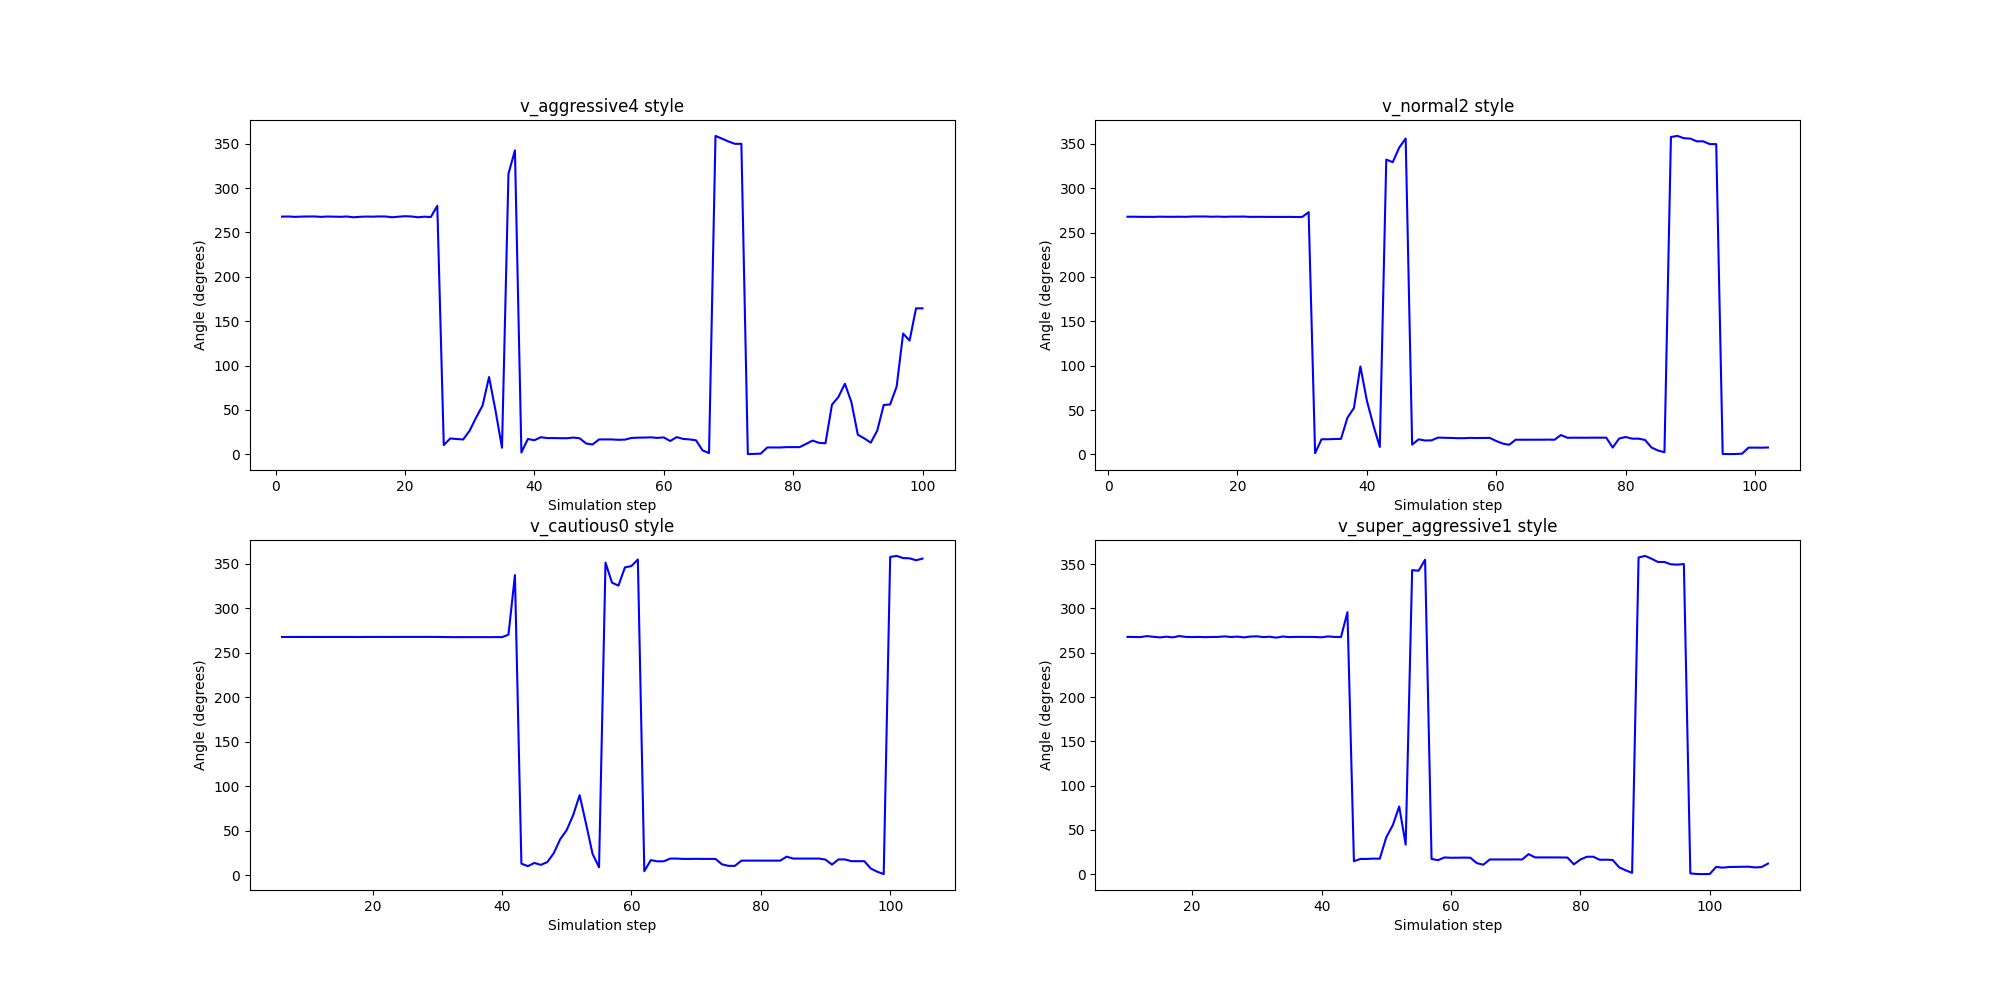 v_aggressive4 style
350
300
250
200
150
100
50
0
Angle (degrees)
0 20 40 60 80 100
Simulation step
v_normal2 style
350
300
250
200
150
100
50
0
Angle (degrees)
0 20 40 60 80 100
Simulation step
v_cautious0 style
350
300
250
200
150
100
50
0
Angle (degrees)
20 40 60 80 100
Simulation step
v_super_aggressive1 style
350
300
250
200
150
100
50
0
Angle (degrees)
20 40 60 80 100
Simulation step